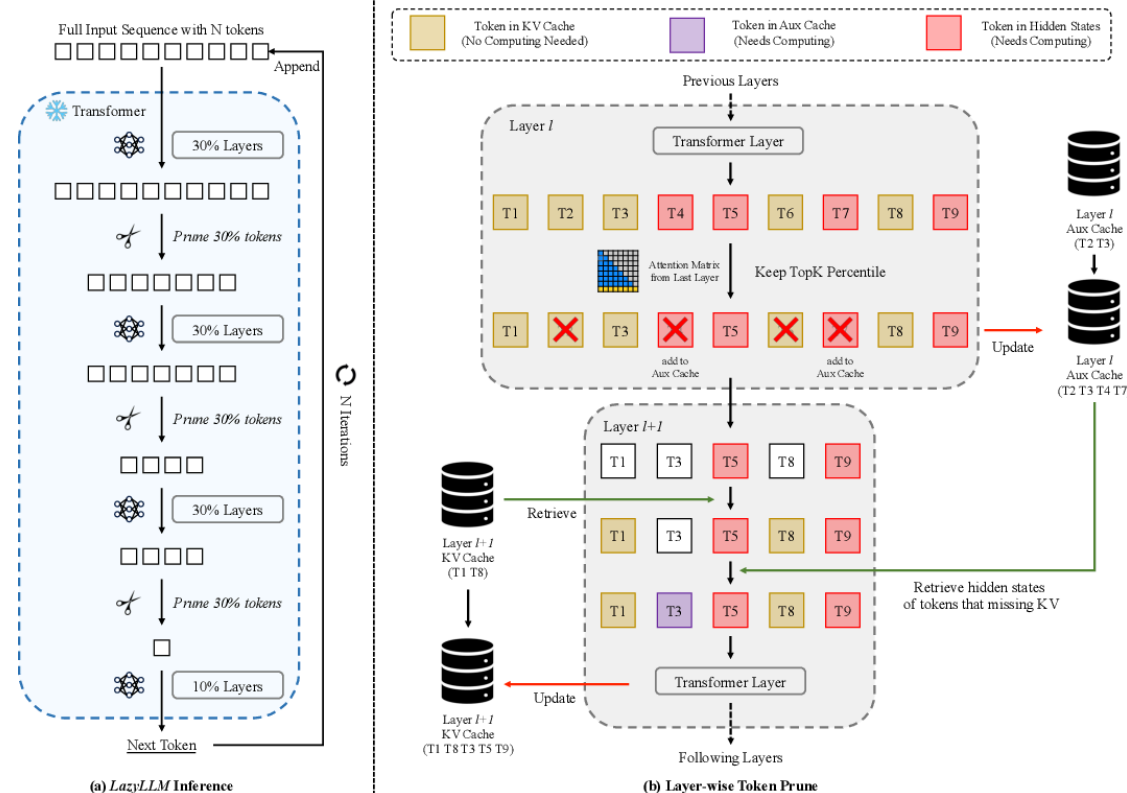 Full Input Sequence with N tokens
Append
Transformer
30% Layers
Prune 30% tokens
30% Layers
Prune 30% tokens
30% Layers
Prune 30% tokens
10% Layers
Next Token
N Iterations
(a) LazyLLM Inference
Token in KV Cache
(No Computing Needed)
Token in Aux Cache
(Needs Computing)
Token in Hidden States
(Needs Computing)
Previous Layers
Layer l
Transformer Layer
T1 T2 T3 T4 T5 T6 T7 T8 T9
Attention Matrix
from Last Layer
Keep TopK Percentile
T1 T3 T5 T8 T9
add to
Aux Cache
add to
Aux Cache
Layer l
Aux Cache
(T2 T3)
Update
Layer l
Aux Cache
(T2 T3 T4 T7
Layer l+1
T1 T3 T5 T8 T9
Retrieve
Layer l+1
KV Cache
(T1 T8)
T1 T3 T5 T8 T9
Retrieve hidden states
of tokens that missing KV
T1 T3 T5 T8 T9
Transformer Layer
Update
Layer l+1
KV Cache
(T1 T8 T3 T5 T9)
Following Layers
(b) Layer-wise Token Prune